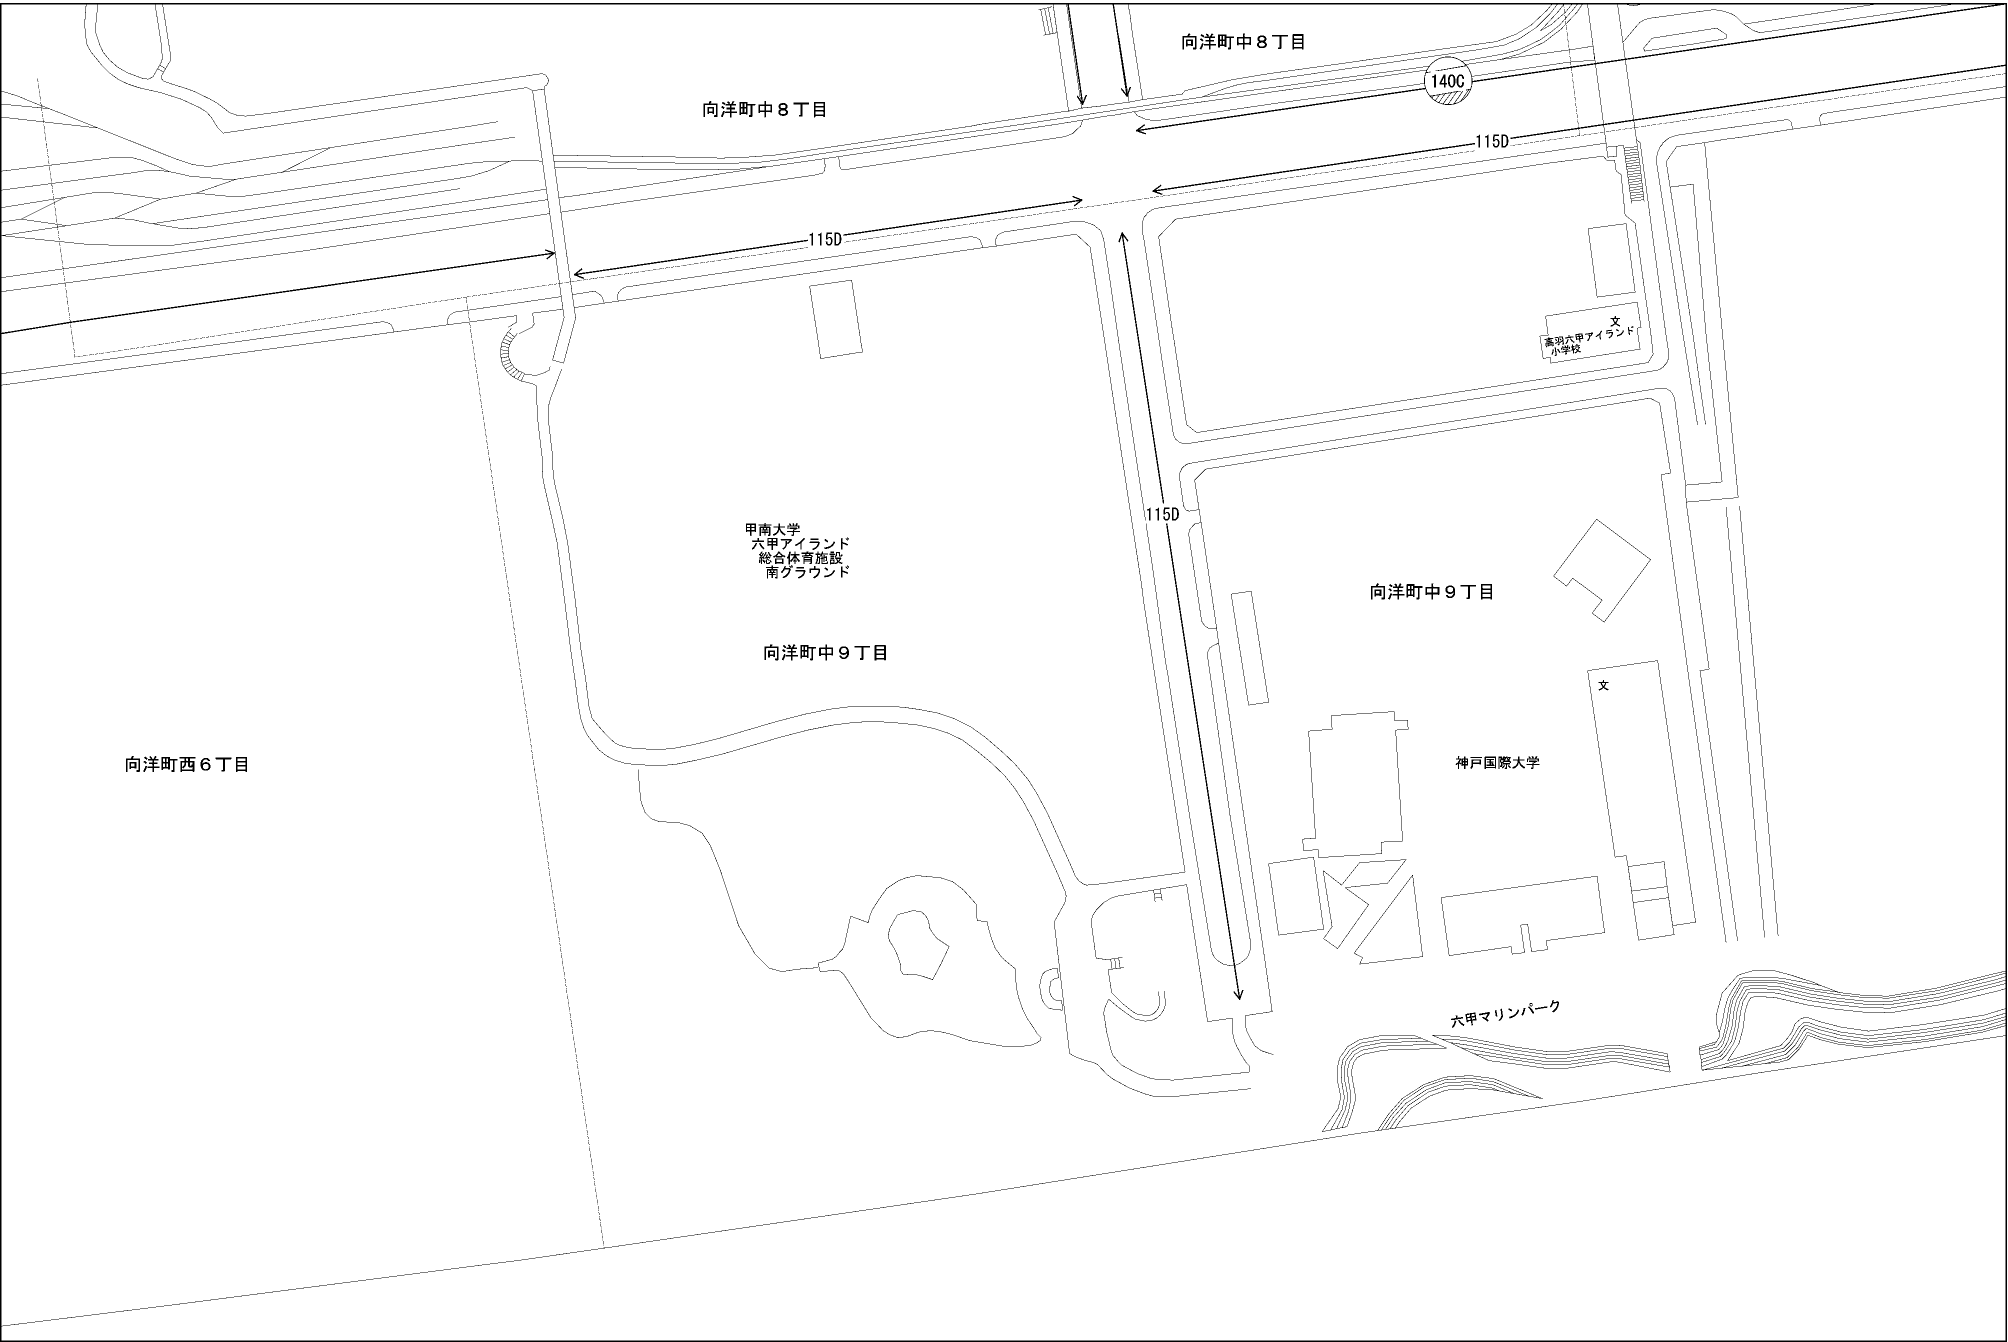 向洋町中８丁目
140C
向洋町中８丁目
115D
115D
文
高羽六甲アイランド
小学校
115D
甲南大学
六甲アイランド
総合体育施設
南グラウンド
向洋町中９丁目
向洋町中９丁目
文
向洋町西６丁目
神戸国際大学
六甲マリンパーク